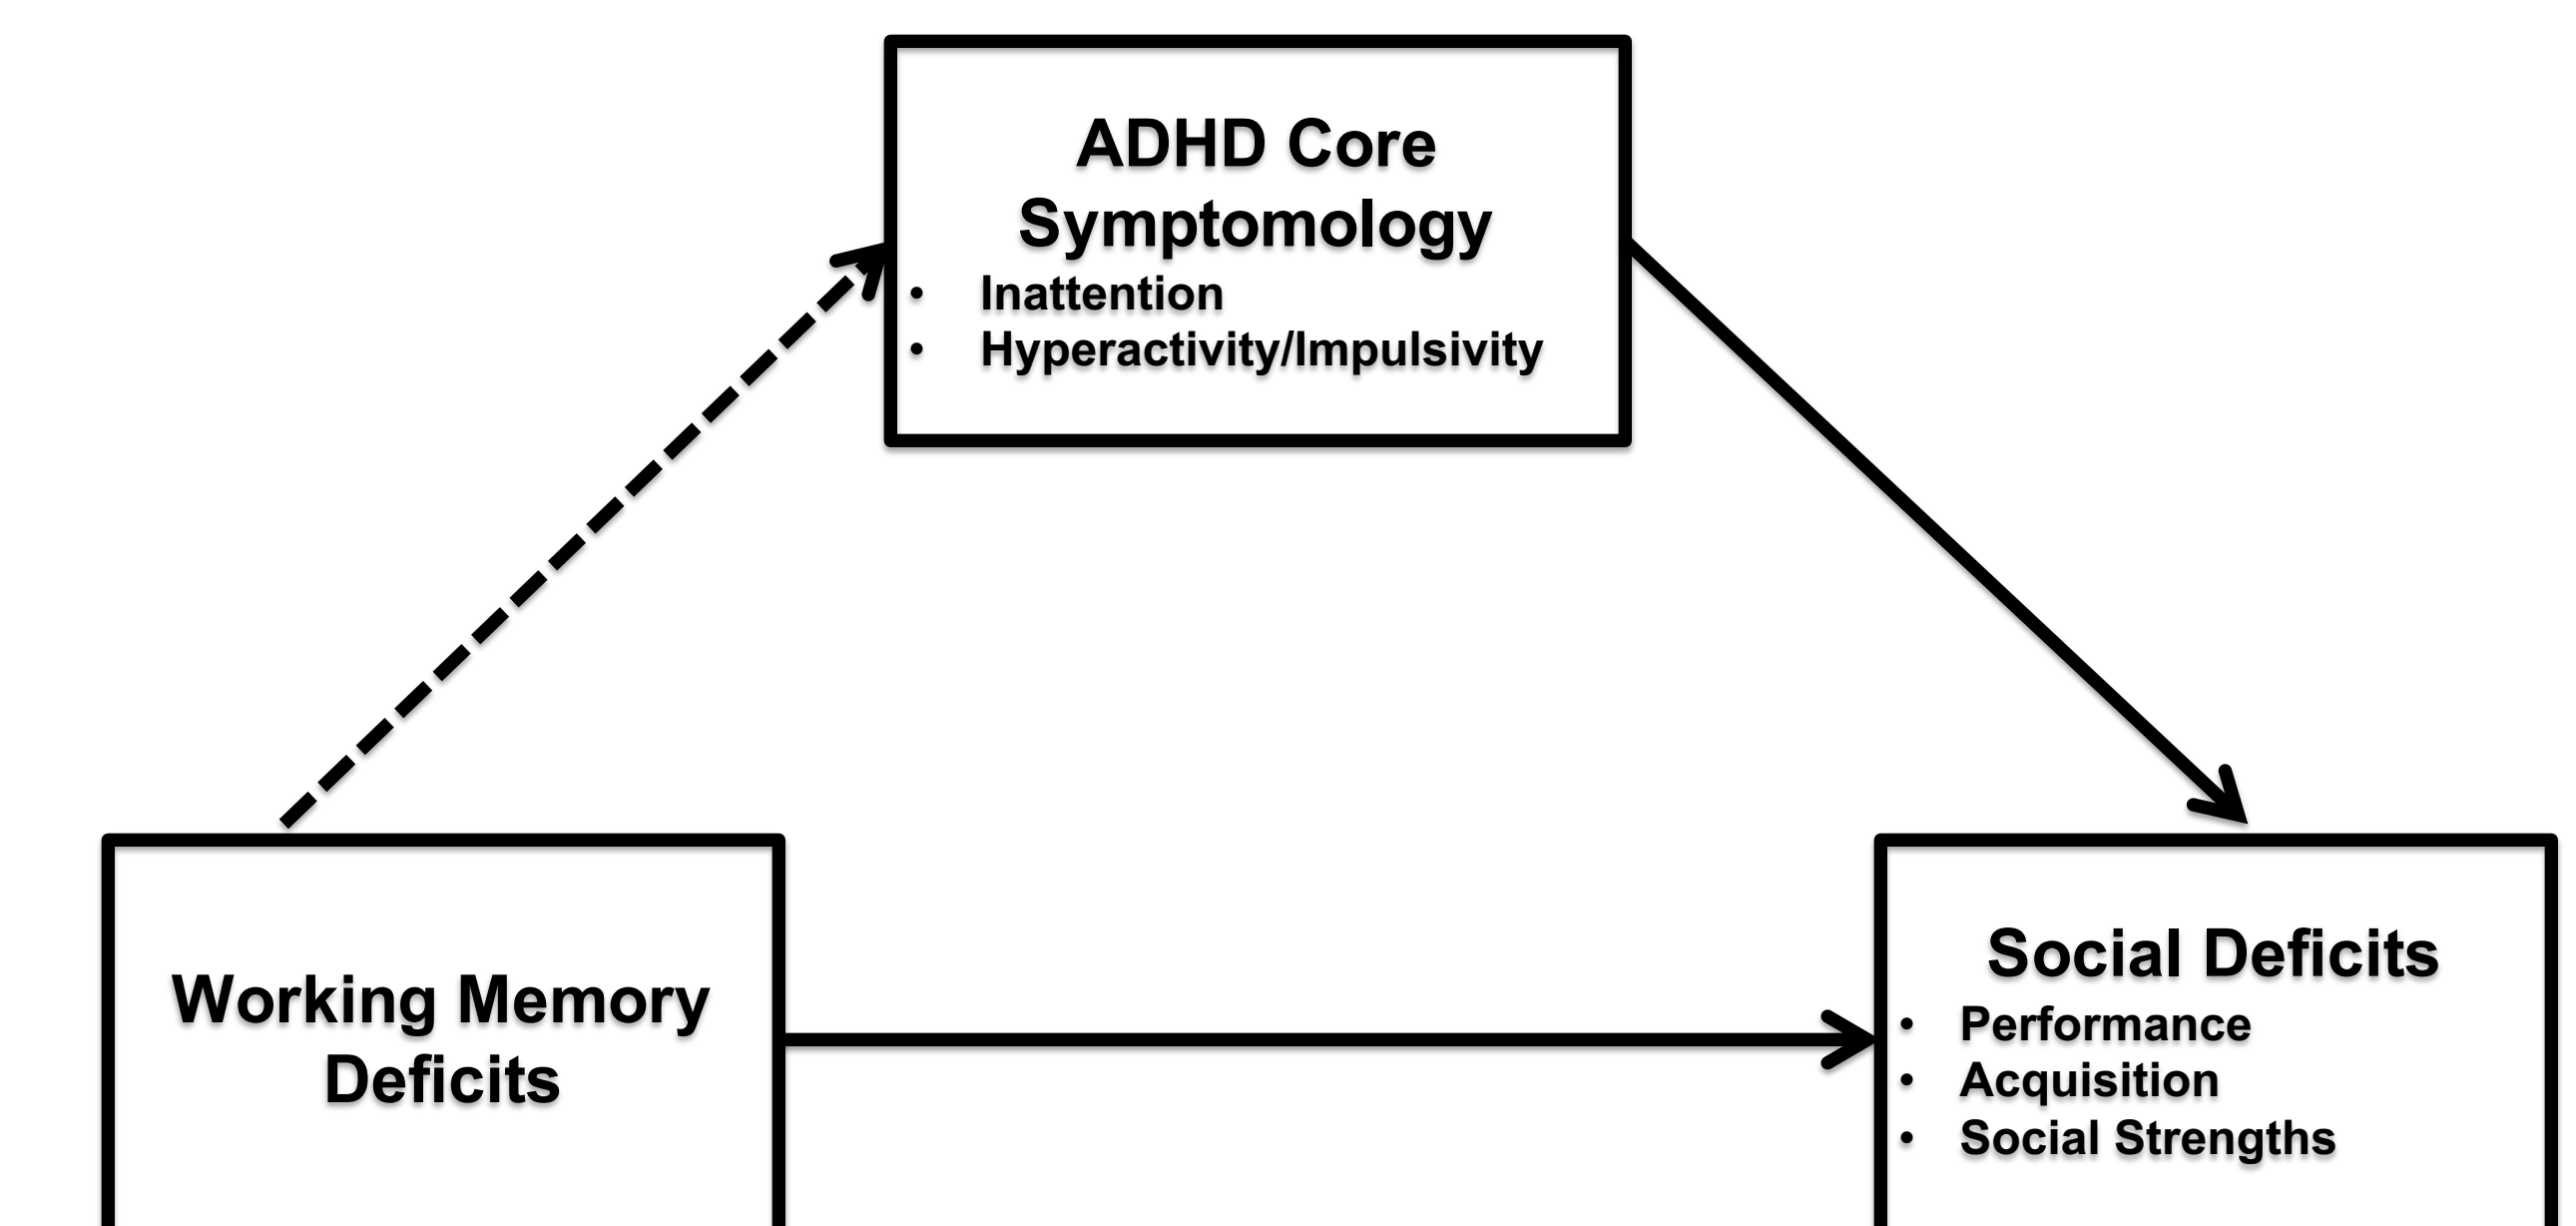 ADHD Core
Symptomology
• Inattention
• Hyperactivity/Impulsivity
Working Memory
Deficits
Social Deficits
• Performance
• Acquisition
• Social Strengths